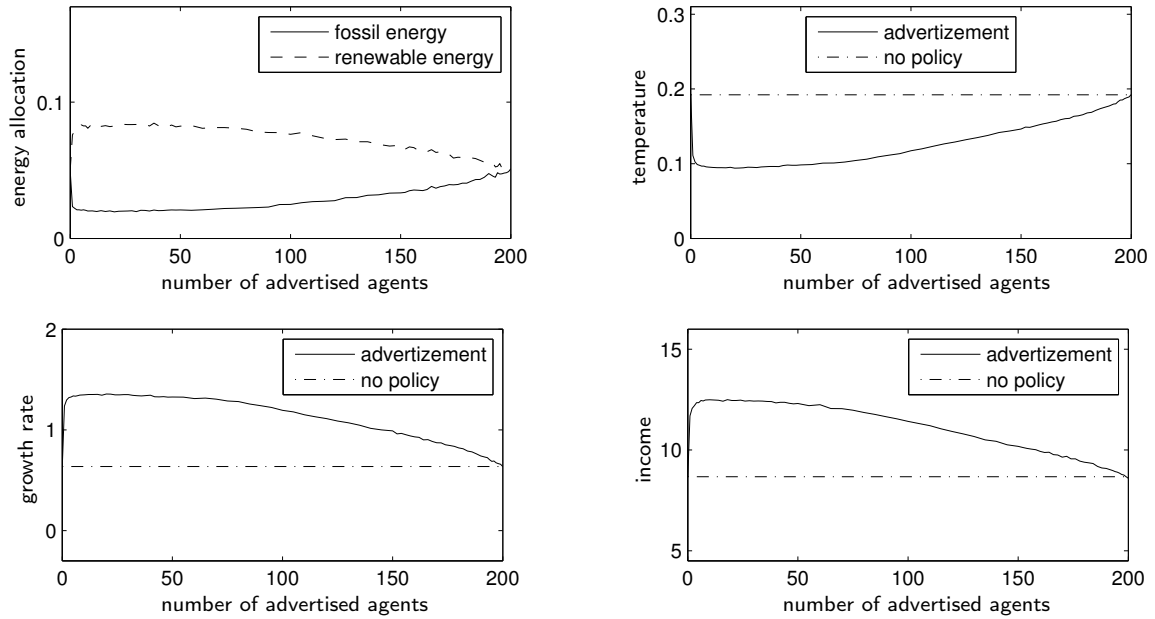 fossil energy
renewable energy
0.1
0
0 50 100 150 200
energy allocation
number of advertised agents
advertizement
no policy
0.3
0.2
0.1
0
0 50 100 150 200
temperature
number of advertised agents
advertizement
no policy
2
1
0
0 50 100 150 200
growth rate
number of advertised agents
advertizement
no policy
15
10
5
0 50 100 150 200
income
number of advertised agents